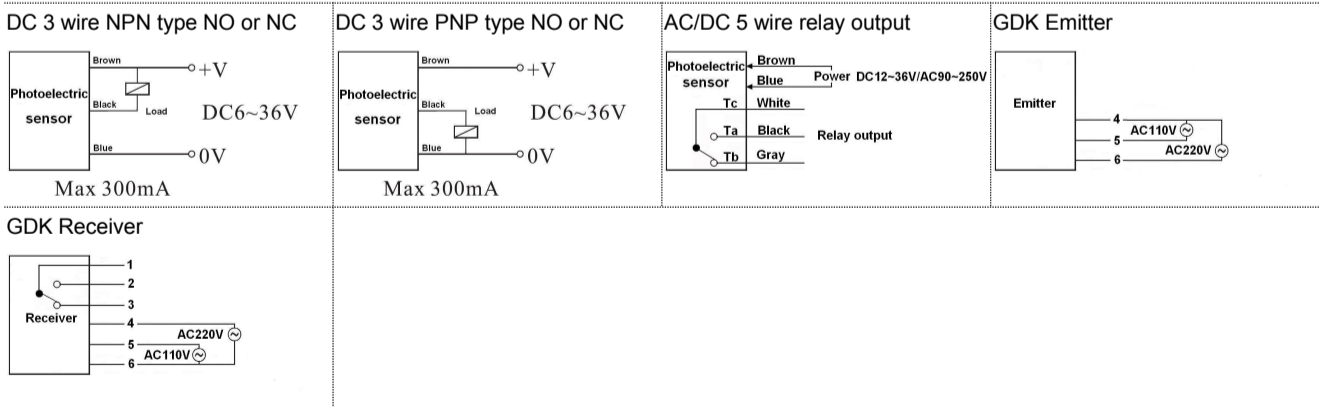 DC 3 wire NPN type NO or NC
Brown
+V
Photoelectric
sensor
Black
Load
DC6~36V
Blue
0V
Max 300mA
DC 3 wire PNP type NO or NC
Brown
+V
Photoelectric
sensor
Black
Load
DC6~36V
Blue
0V
Max 300mA
AC/DC 5 wire relay output
Photoelectric
sensor
Brown
Blue
Power DC12~36V/AC90~250V
Tc White
Ta Black
Relay output
Tb Gray
GDK Emitter
Emitter
4
AC110V
5
AC220V
6
GDK Receiver
1
2
3
Receiver
4
AC220V
5
AC110V
6